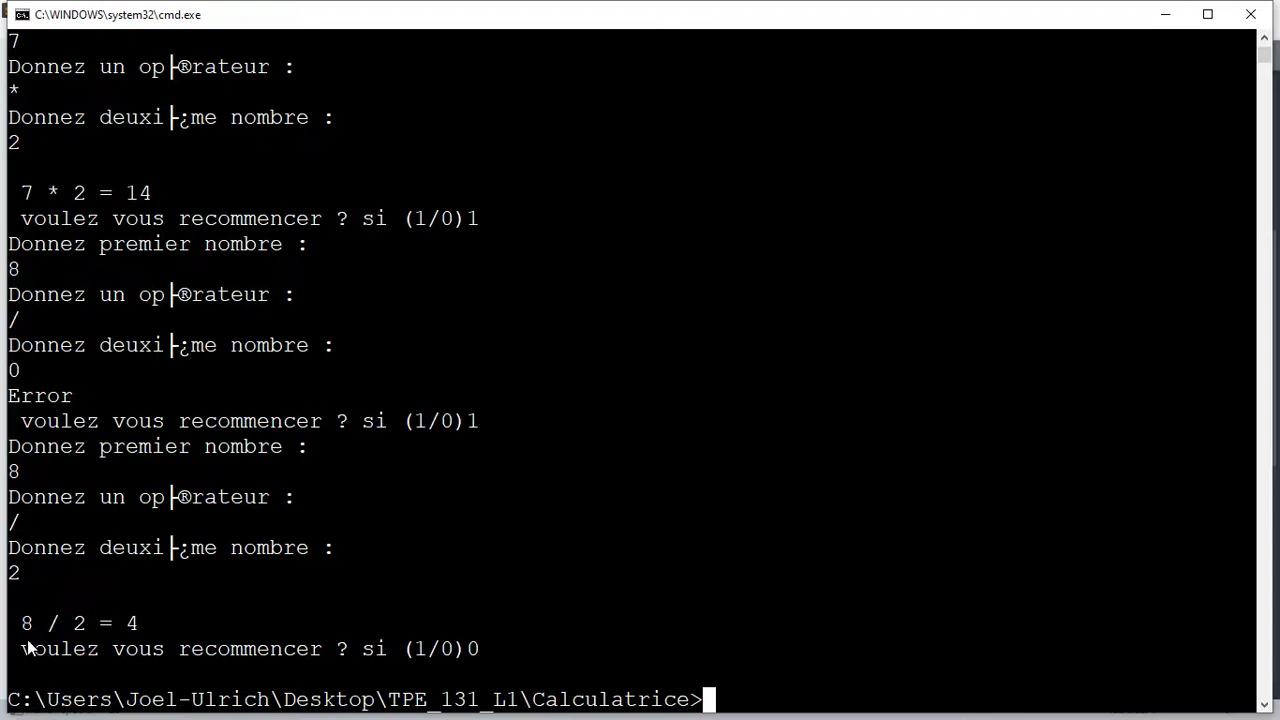 C:\WINDOWS\system32\cmd.exe
7
Donnez un op├®rateur :
*
Donnez deuxi├¿me nombre :
2
7 * 2 = 14
voulez vous recommencer ? si (1/0)1
Donnez premier nombre :
8
Donnez un op├®rateur :
/
Donnez deuxi├¿me nombre :
0
Error
voulez vous recommencer ? si (1/0)1
Donnez premier nombre :
8
Donnez un op├®rateur :
/
Donnez deuxi├¿me nombre :
2
8 / 2 = 4
voulez vous recommencer ? si (1/0)0
C:\Users\Joel-Ulrich\Desktop\TPE_131_L1\Calculatrice>